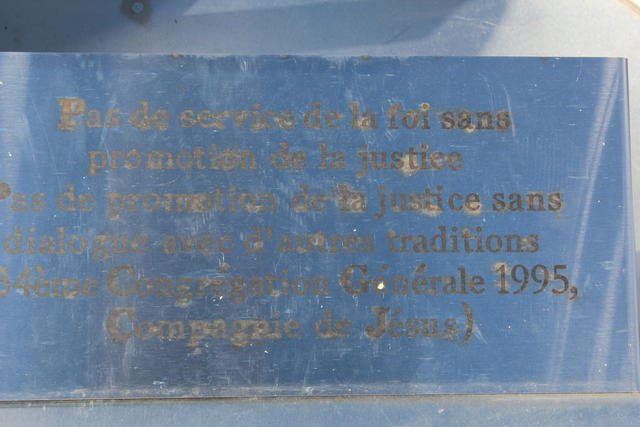 Pas de service de la foi sans
promotion de la justice
Pas de promotion de la justice sans
dialogue avec d'autres traditions
34ème Congrégation Générale 1995,
Compagnie de Jésus)